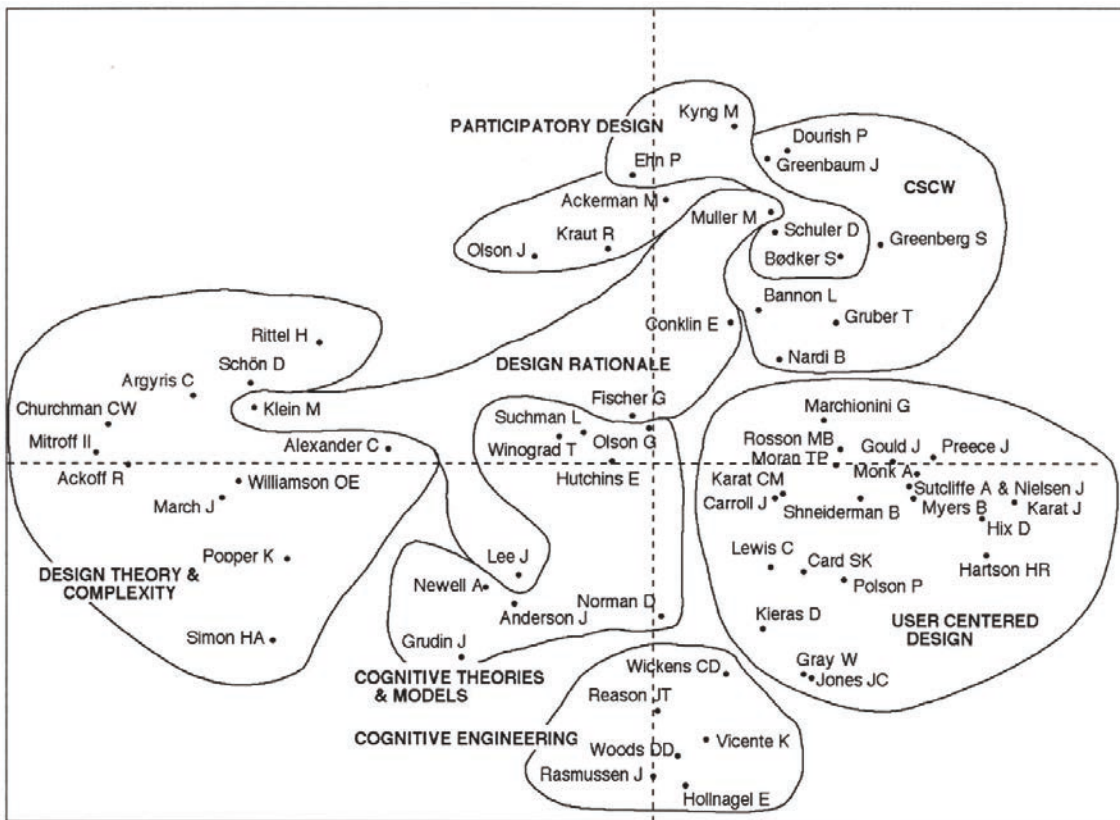 Kyng M
PARTICIPATORY DESIGN
Dourish P
Greenbaum J
Ehn P
CSCW
Ackerman M
Muller M
Schuler D
Kraut R
Greenberg S
Olson J
Bødker S
Bannon L
Conklin E
Gruber T
Rittel H
Nardi B
DESIGN RATIONALE
Schön D
Argyris C
Klein M
Fischer G
Churchman CW
Suchman L
Marchionini G
Mitroff II
Winograd T
Olson G
Alexander C
Rosson MB
Gould J
Preece J
Moran TP
Ackoff R
Hutchins E
Monk A
Williamson OE
Karat CM
Sutcliffe A & Nielsen J
March J
Carroll J
Shneiderman B
Myers B
Karat J
Hix D
Popper K
Lee J
Lewis C
Card SK
Hartson HR
DESIGN THEORY &
COMPLEXITY
Newell A
Polson P
Anderson J
Norman D
Kieras D
USER CENTERED
DESIGN
Simon HA
Grudin J
COGNITIVE THEORIES
& MODELS
Wickens CD
Gray W
Jones JC
Reason JT
COGNITIVE ENGINEERING
Vicente K
Woods DD
Rasmussen J
Hollnagel E